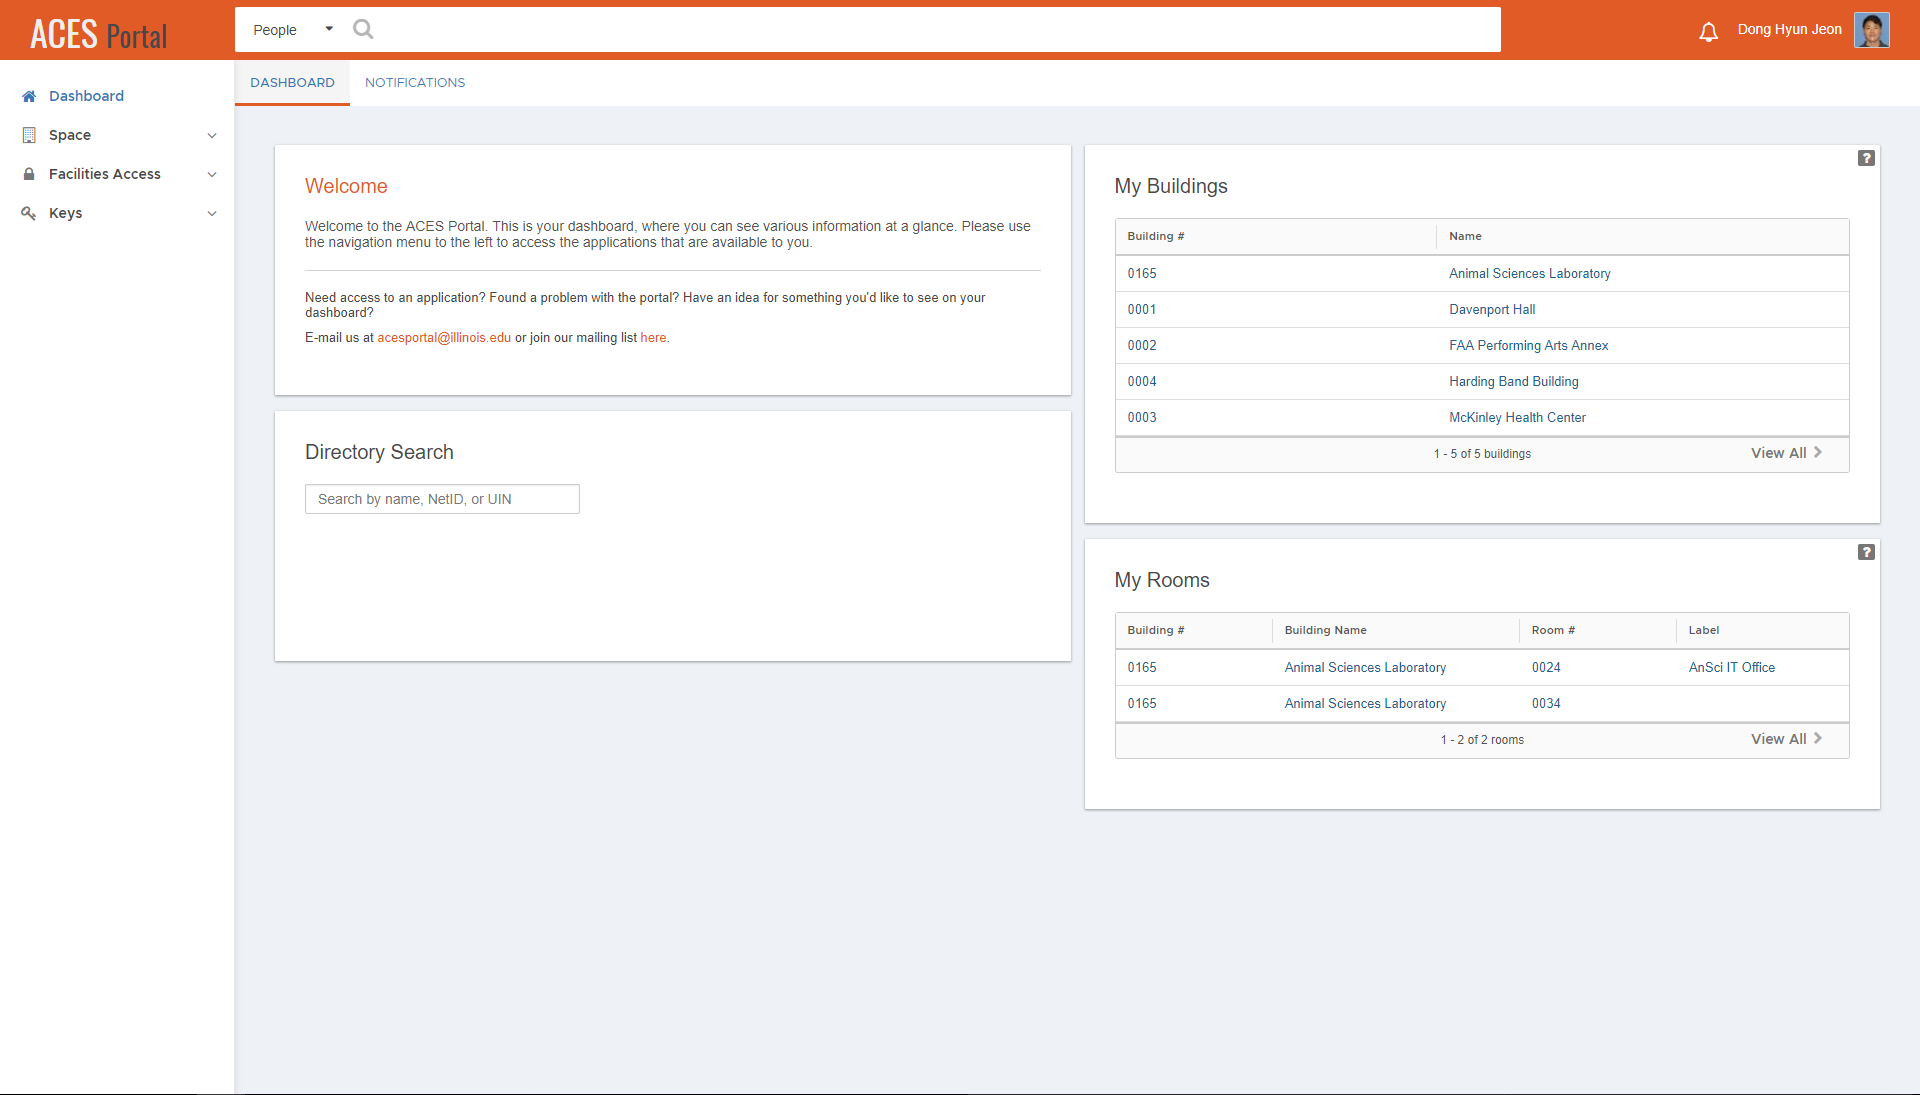 ACES Portal
People
Dong Hyun Jeon
Dashboard
Space
Facilities Access
Keys
DASHBOARD
NOTIFICATIONS
Welcome
Welcome to the ACES Portal. This is your dashboard, where you can see various information at a glance. Please use
the navigation menu to the left to access the applications that are available to you.
Need access to an application? Found a problem with the portal? Have an idea for something you'd like to see on your
dashboard?
E-mail us at acesportal@illinois.edu or join our mailing list here.
Directory Search
Search by name, NetID, or UIN
?
My Buildings
Building # Name
0165 Animal Sciences Laboratory
0001 Davenport Hall
0002 FAA Performing Arts Annex
0004 Harding Band Building
0003 McKinley Health Center
1 - 5 of 5 buildings View All
?
My Rooms
Building # Building Name Room # Label
0165 Animal Sciences Laboratory 0024 AnSci IT Office
0165 Animal Sciences Laboratory 0034
1 - 2 of 2 rooms View All